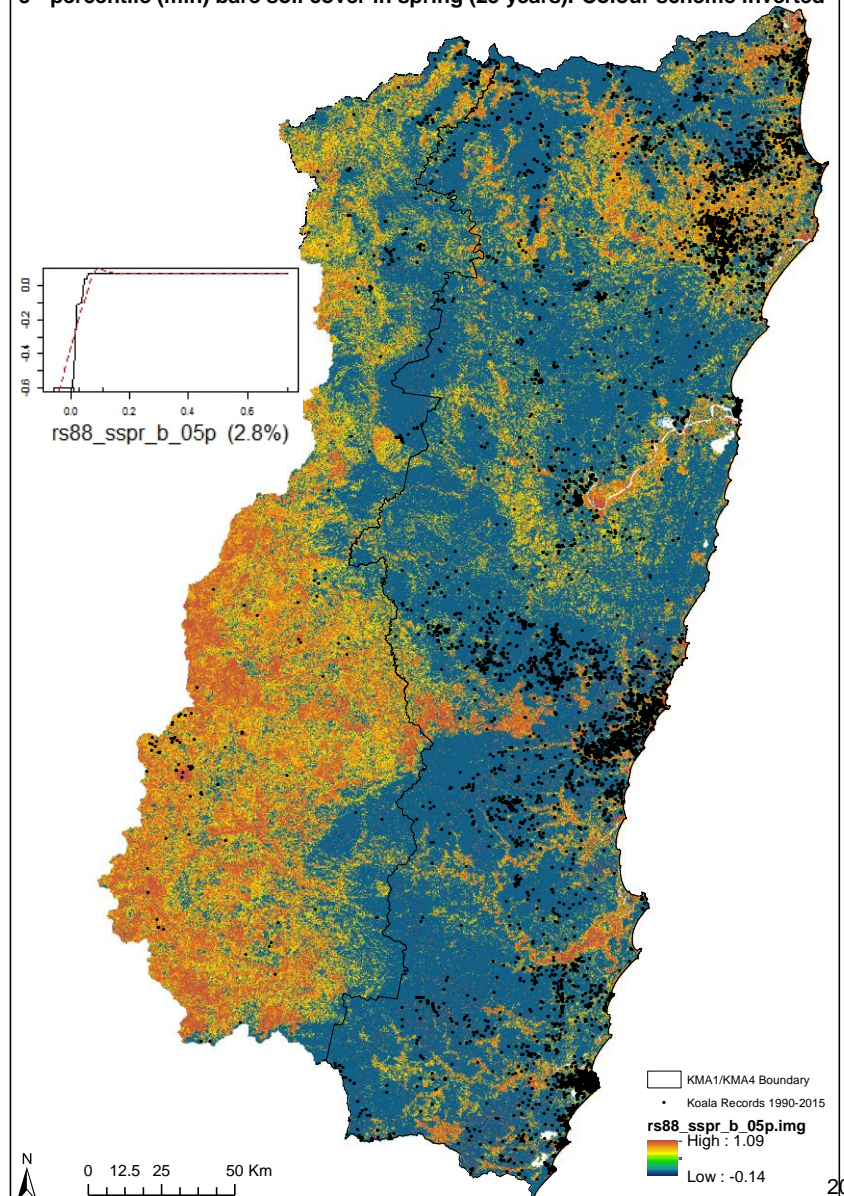 percentile (min) bare soil cover in spring (25 years). Colour scheme inverted
0.0
-0.2
-0.4
-0.6
0.0 0.2 0.4 0.6
rs88_sspr_b_05p (2.8%)
KMA1/KMA4 Boundary
Koala Records 1990-2015
rs88_sspr_b_05p.img
High : 1.09
Low : -0.14
N
0 12.5 25 50 Km